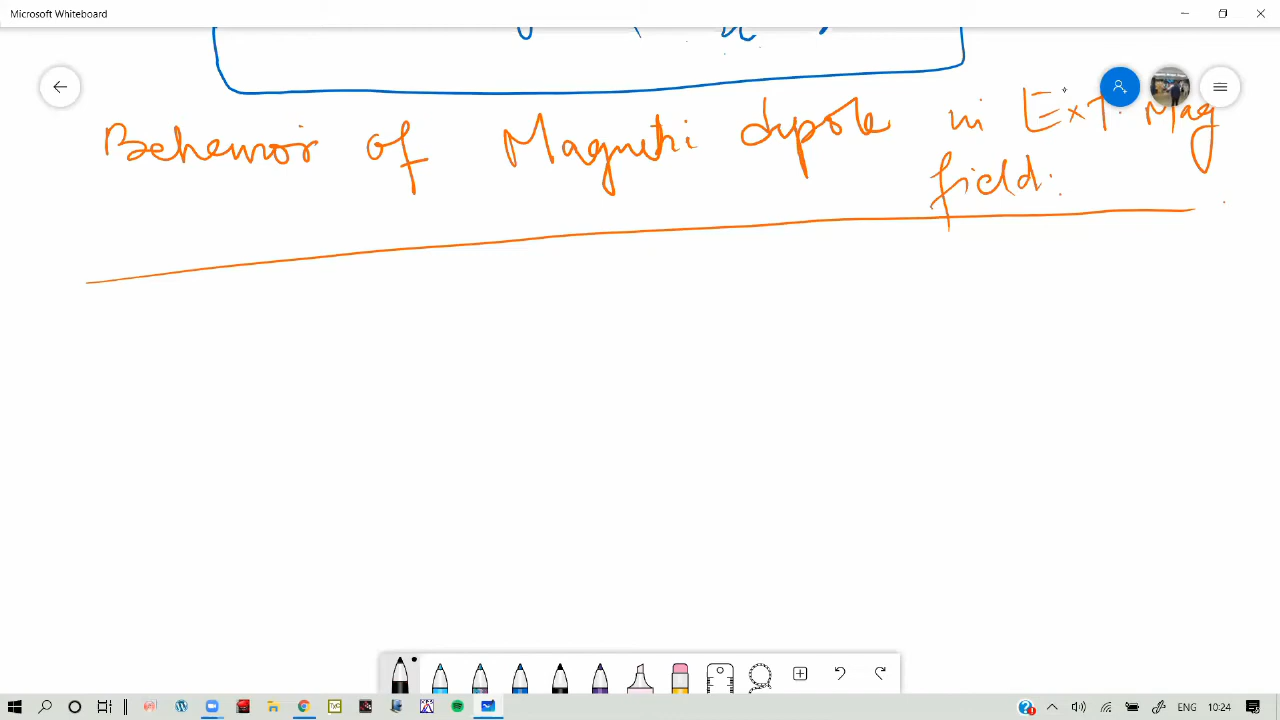 Microsoft Whiteboard
Behavior of Magnetic dipole in Ext. Mag
field.
ENG
10:24